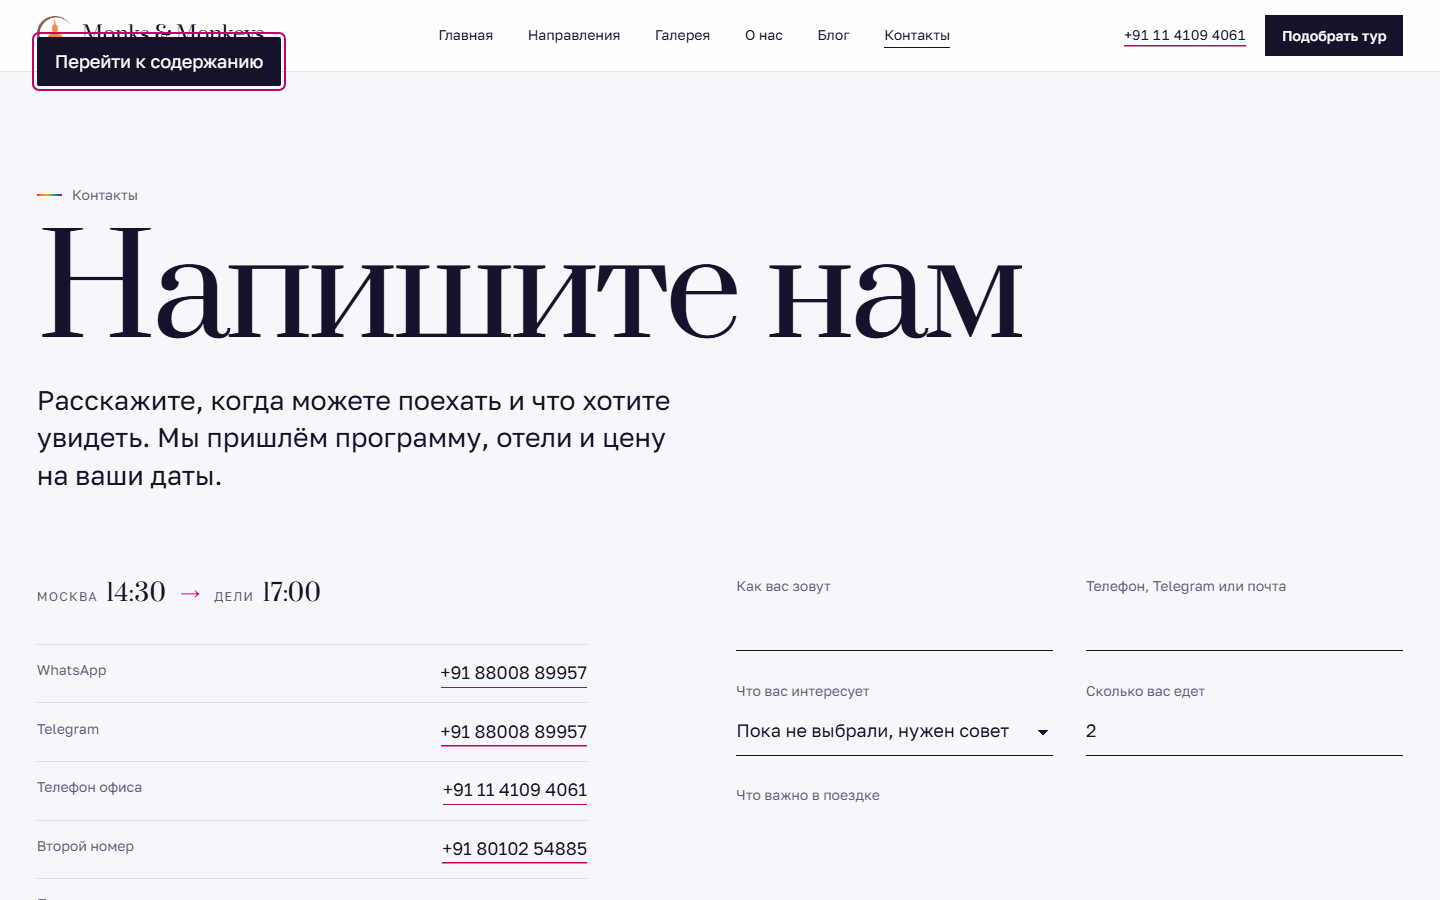 Monks & Monkeys
Главная
Направления
Галерея
О нас
Блог
Контакты
+91 11 4109 4061
Подобрать тур
Перейти к содержанию
Контакты
Напишите нам
Расскажите, когда можете поехать и что хотите
увидеть. Мы пришлём программу, отели и цену
на ваши даты.
МОСКВА 14:30 → ДЕЛИ 17:00
WhatsApp
+91 88008 89957
Telegram
+91 88008 89957
Телефон офиса
+91 11 4109 4061
Второй номер
+91 80102 54885
Как вас зовут
Телефон, Telegram или почта
Что вас интересует
Пока не выбрали, нужен совет
Сколько вас едет
2
Что важно в поездке